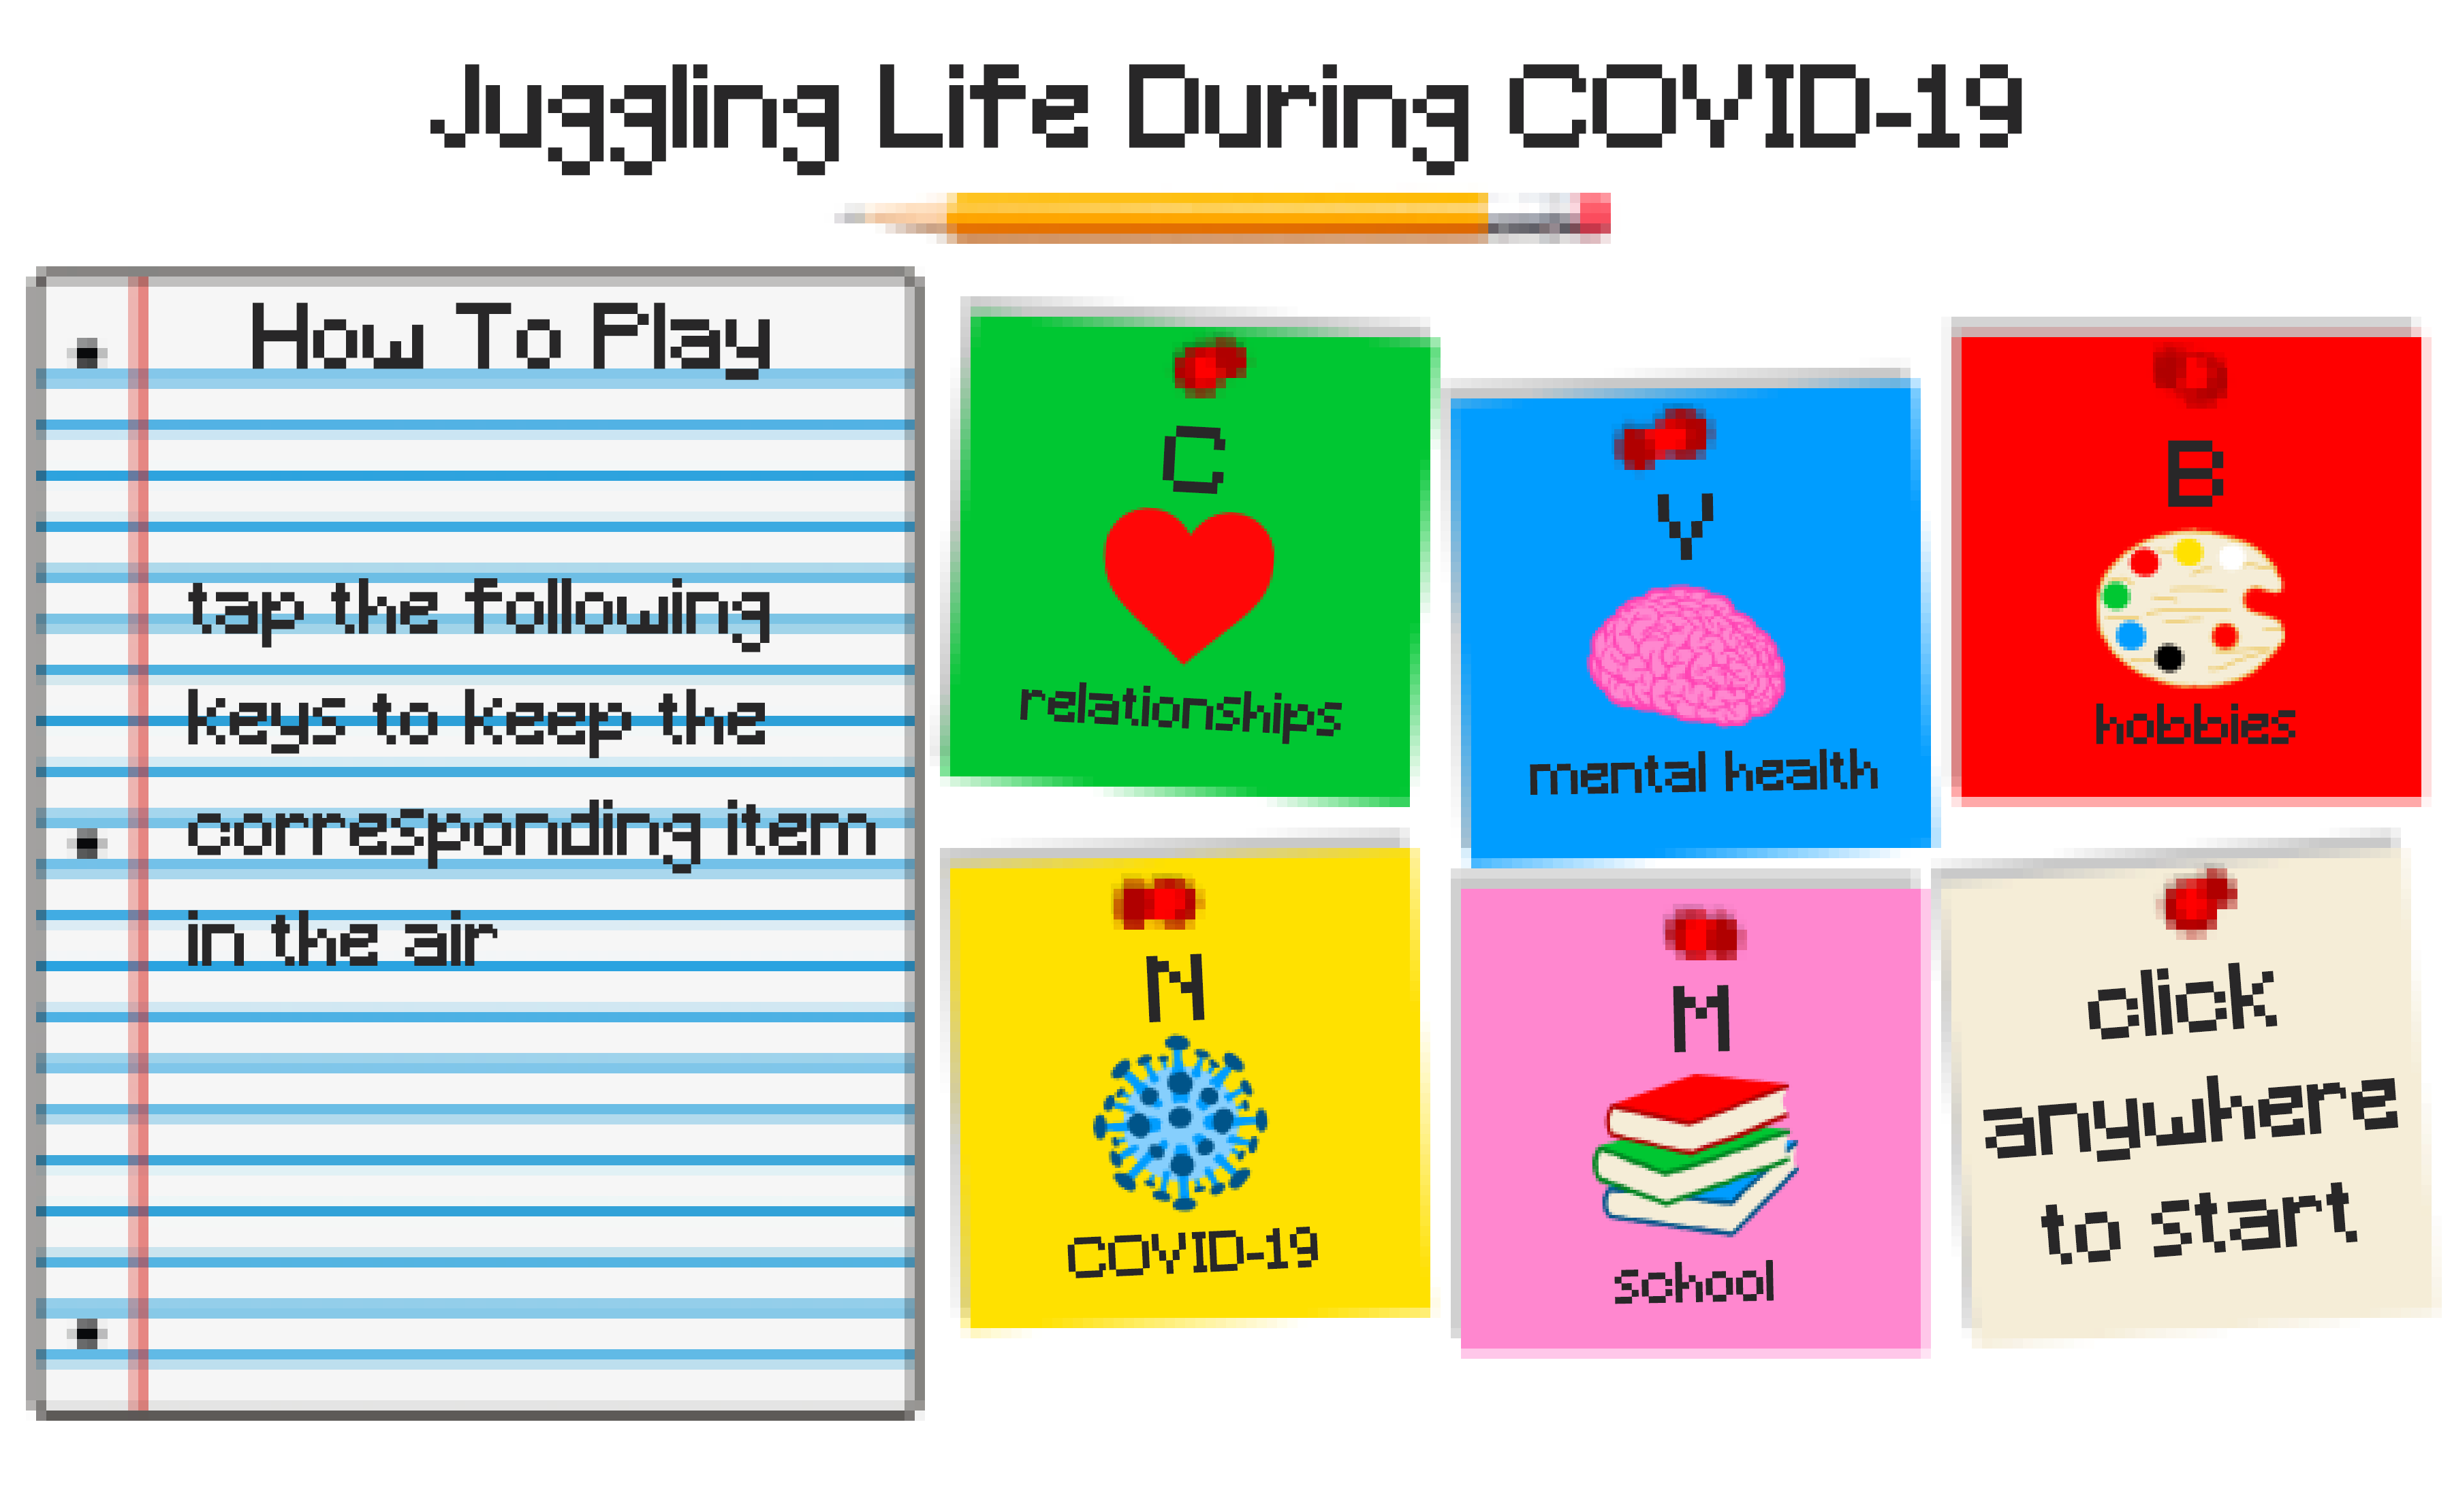 Juggling Life During COVID-19
How To Play
tap the following
keys to keep the
corresponding item
in the air
C
relationships
V
mental health
B
hobbies
N
COVID-19
M
school
click
anywhere
to start